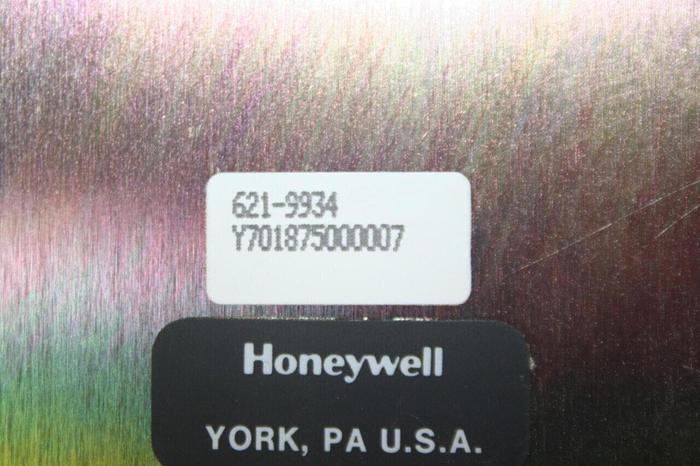 621-9934
Y701875000007
Honeywell
YORK, PA U.S.A.